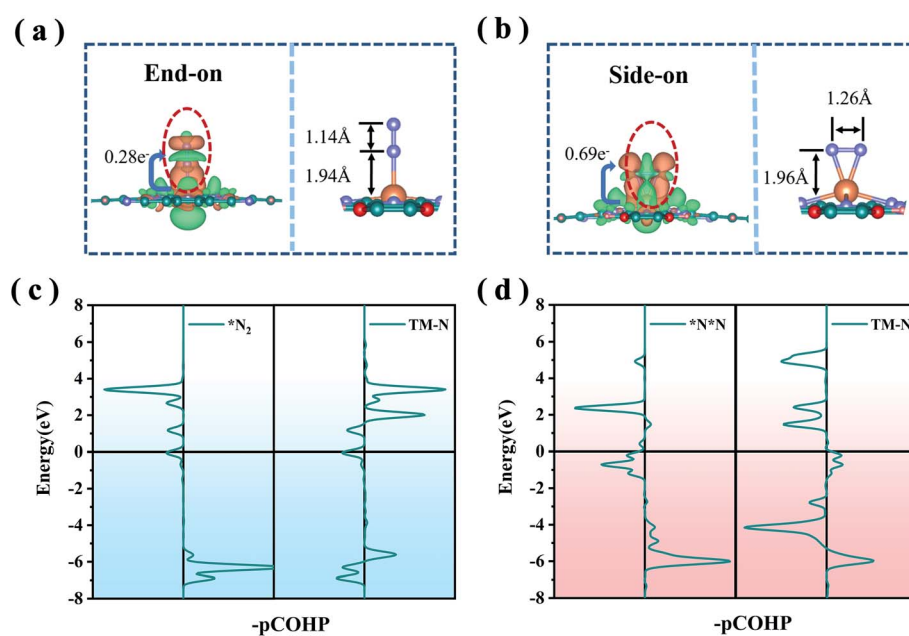 (a)
End-on
0.28e-
1.14Å
1.94Å
(b)
Side-on
0.69e-
1.26Å
1.96Å
(c)
Energy(eV)
8
6
4
2
0
-2
-4
-6
-8
*N₂
TM-N
-pCOHP
(d)
Energy(eV)
8
6
4
2
0
-2
-4
-6
-8
*N*N
TM-N
-pCOHP